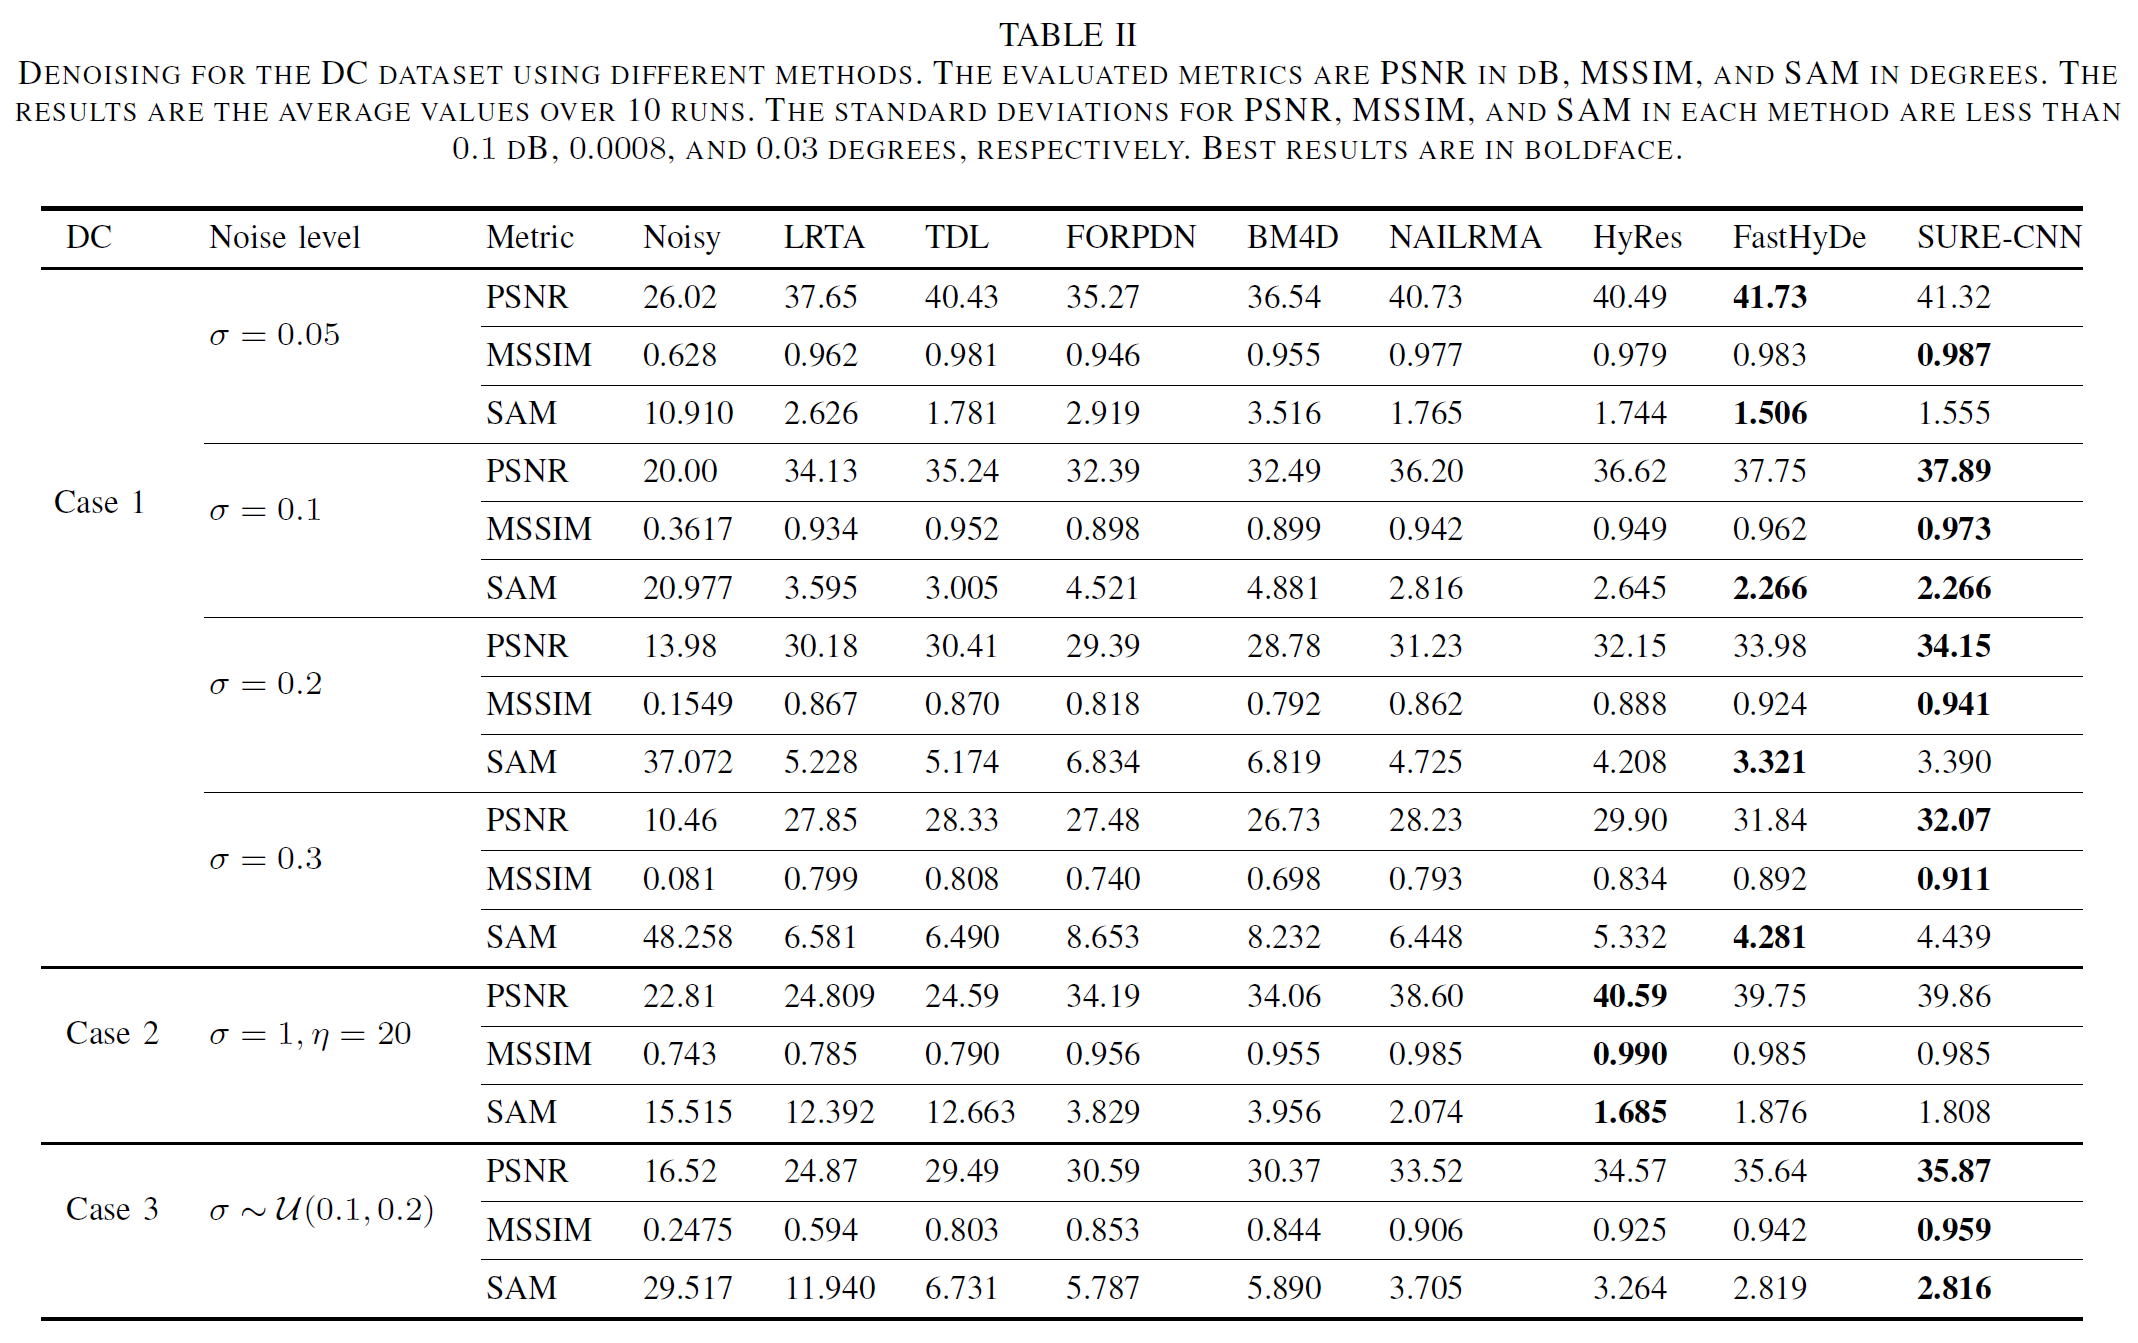 TABLE II
DENOISING FOR THE DC DATASET USING DIFFERENT METHODS. THE EVALUATED METRICS ARE PSNR IN DB, MSSIM, AND SAM IN DEGREES. THE
RESULTS ARE THE AVERAGE VALUES OVER 10 RUNS. THE STANDARD DEVIATIONS FOR PSNR, MSSIM, AND SAM IN EACH METHOD ARE LESS THAN
0.1 DB, 0.0008, AND 0.03 DEGREES, RESPECTIVELY. BEST RESULTS ARE IN BOLDFACE.
DC Noise level Metric Noisy LRTA TDL FORPDN BM4D NAILRMA HyRes FastHyDe SURE-CNN
PSNR 26.02 37.65 40.43 35.27 36.54 40.73 40.49 41.73 41.32
σ = 0.05
MSSIM 0.628 0.962 0.981 0.946 0.955 0.977 0.979 0.983 0.987
SAM 10.910 2.626 1.781 2.919 3.516 1.765 1.744 1.506 1.555
PSNR 20.00 34.13 35.24 32.39 32.49 36.20 36.62 37.75 37.89
Case 1 σ = 0.1
MSSIM 0.3617 0.934 0.952 0.898 0.899 0.942 0.949 0.962 0.973
SAM 20.977 3.595 3.005 4.521 4.881 2.816 2.645 2.266 2.266
PSNR 13.98 30.18 30.41 29.39 28.78 31.23 32.15 33.98 34.15
σ = 0.2
MSSIM 0.1549 0.867 0.870 0.818 0.792 0.862 0.888 0.924 0.941
SAM 37.072 5.228 5.174 6.834 6.819 4.725 4.208 3.321 3.390
PSNR 10.46 27.85 28.33 27.48 26.73 28.23 29.90 31.84 32.07
σ = 0.3
MSSIM 0.081 0.799 0.808 0.740 0.698 0.793 0.834 0.892 0.911
SAM 48.258 6.581 6.490 8.653 8.232 6.448 5.332 4.281 4.439
PSNR 22.81 24.809 24.59 34.19 34.06 38.60 40.59 39.75 39.86
Case 2 σ = 1, η = 20
MSSIM 0.743 0.785 0.790 0.956 0.955 0.985 0.990 0.985 0.985
SAM 15.515 12.392 12.663 3.829 3.956 2.074 1.685 1.876 1.808
PSNR 16.52 24.87 29.49 30.59 30.37 33.52 34.57 35.64 35.87
Case 3 σ ∼ 𝒰(0.1, 0.2)
MSSIM 0.2475 0.594 0.803 0.853 0.844 0.906 0.925 0.942 0.959
SAM 29.517 11.940 6.731 5.787 5.890 3.705 3.264 2.819 2.816